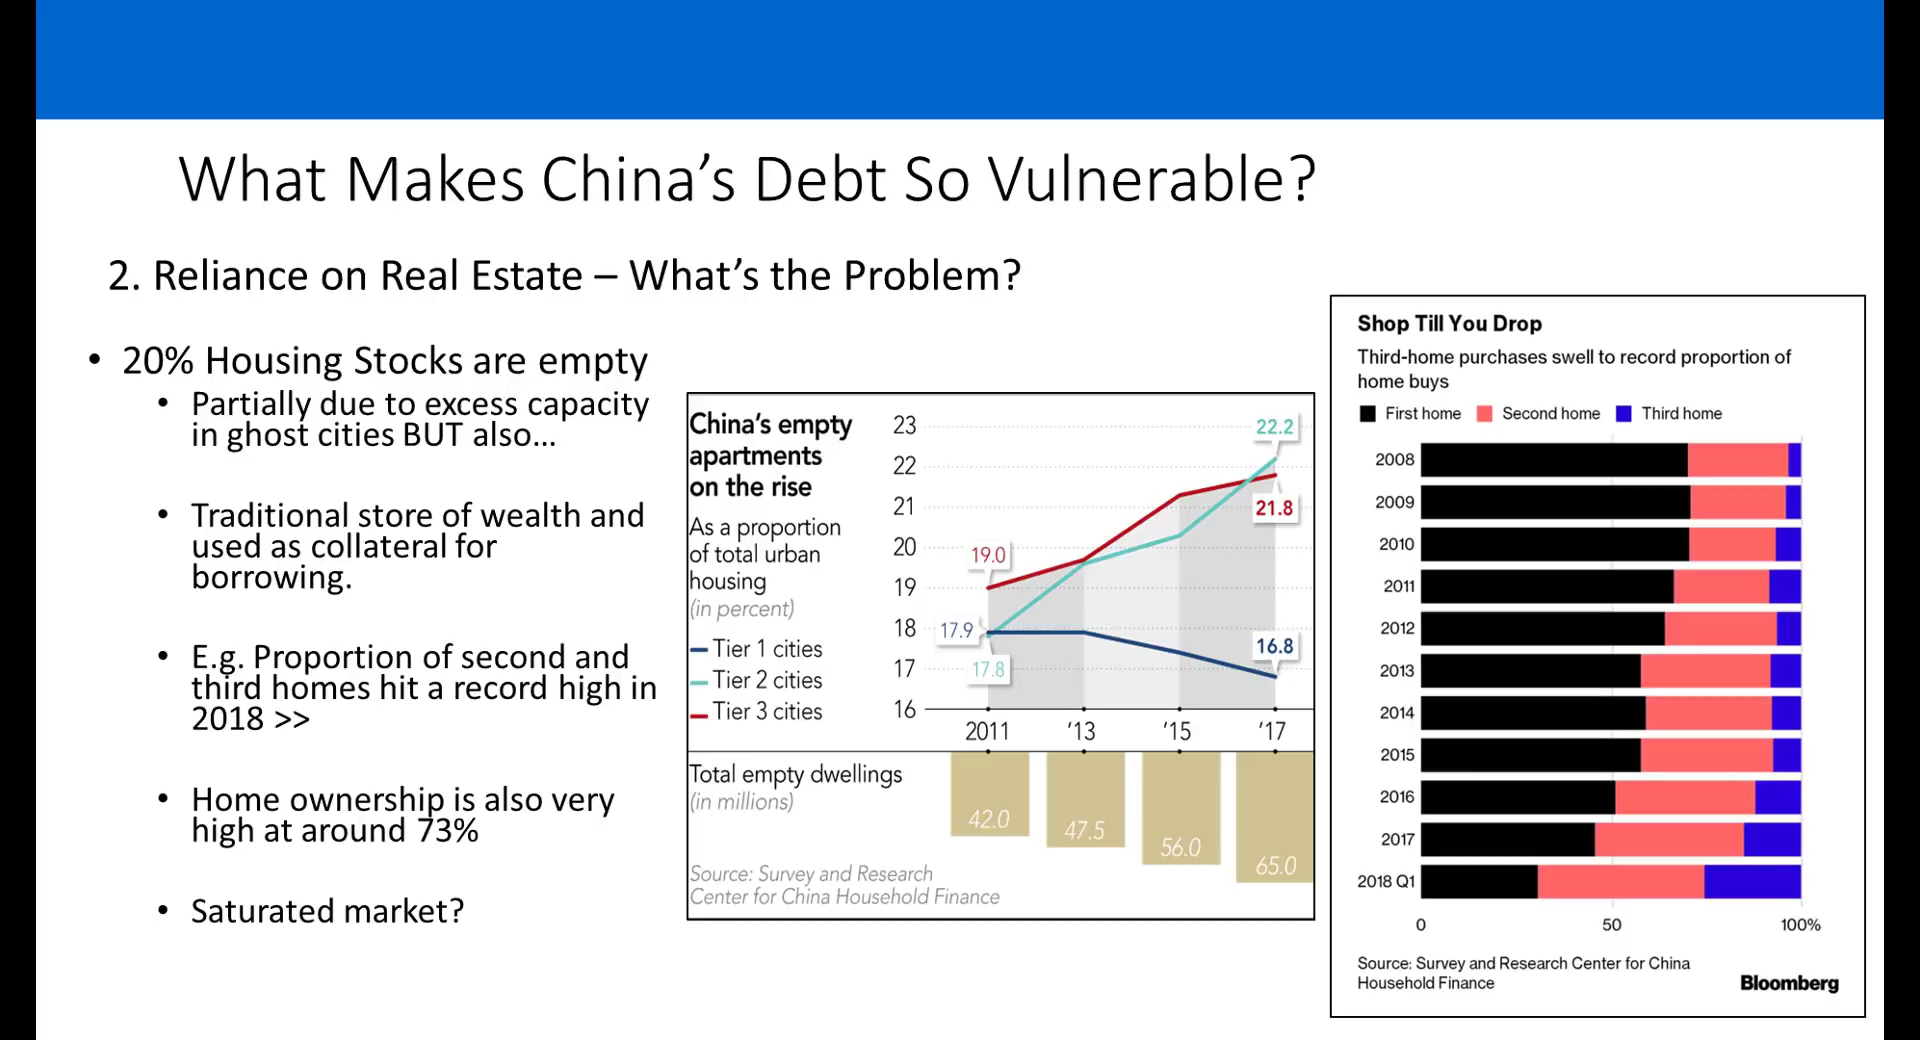 What Makes China’s Debt So Vulnerable?
2. Reliance on Real Estate – What’s the Problem?
• 20% Housing Stocks are empty
• Partially due to excess capacity
in ghost cities BUT also...
• Traditional store of wealth and
used as collateral for
borrowing.
• E.g. Proportion of second and
third homes hit a record high in
2018 >>
• Home ownership is also very
high at around 73%
• Saturated market?
China’s empty
apartments
on the rise
As a proportion
of total urban
housing
(in percent)
Tier 1 cities
Tier 2 cities
Tier 3 cities
23
22
21
20
19
18
17
16
19.0
17.9
17.8
22.2
21.8
16.8
2011 ’13 ’15 ’17
Total empty dwellings
(in millions)
42.0 47.5 56.0 65.0
Source: Survey and Research
Center for China Household Finance
Shop Till You Drop
Third-home purchases swell to record proportion of
home buys
First home Second home Third home
2008
2009
2010
2011
2012
2013
2014
2015
2016
2017
2018 Q1
0 50 100%
Source: Survey and Research Center for China
Household Finance
Bloomberg